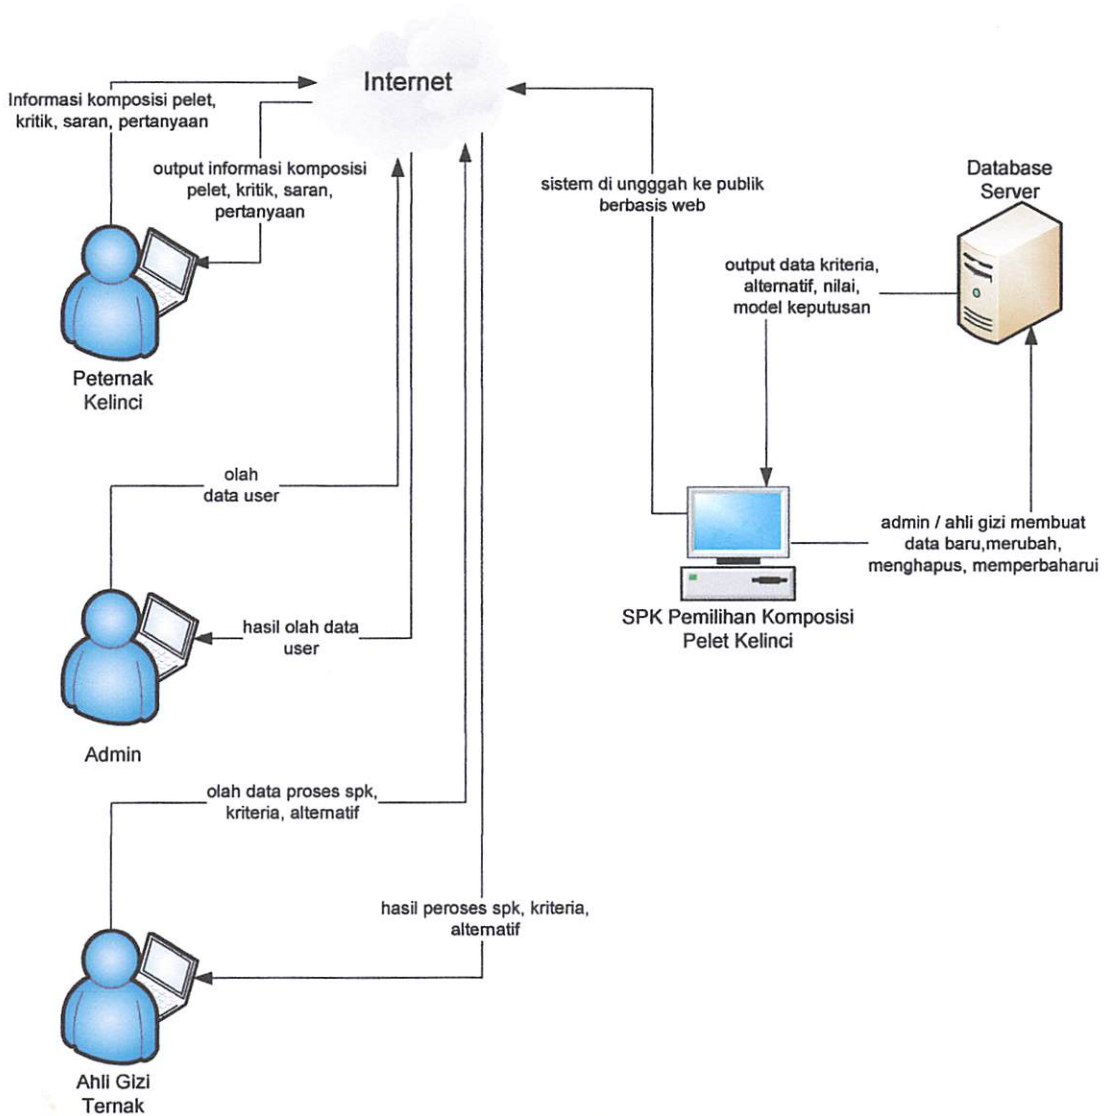 Internet
Informasi komposisi pelet,
kritik, saran, pertanyaan
output informasi komposisi
pelet, kritik, saran,
pertanyaan
Peternak
Kelinci
sistem di ungggah ke publik
berbasis web
Database
Server
output data kriteria,
alternatif, nilai,
model keputusan
olah
data user
admin / ahli gizi membuat
data baru,merubah,
menghapus, memperbaharui
SPK Pemilihan Komposisi
Pelet Kelinci
hasil olah data
user
Admin
olah data proses spk,
kriteria, alternatif
hasil peroses spk, kriteria,
alternatif
Ahli Gizi
Ternak